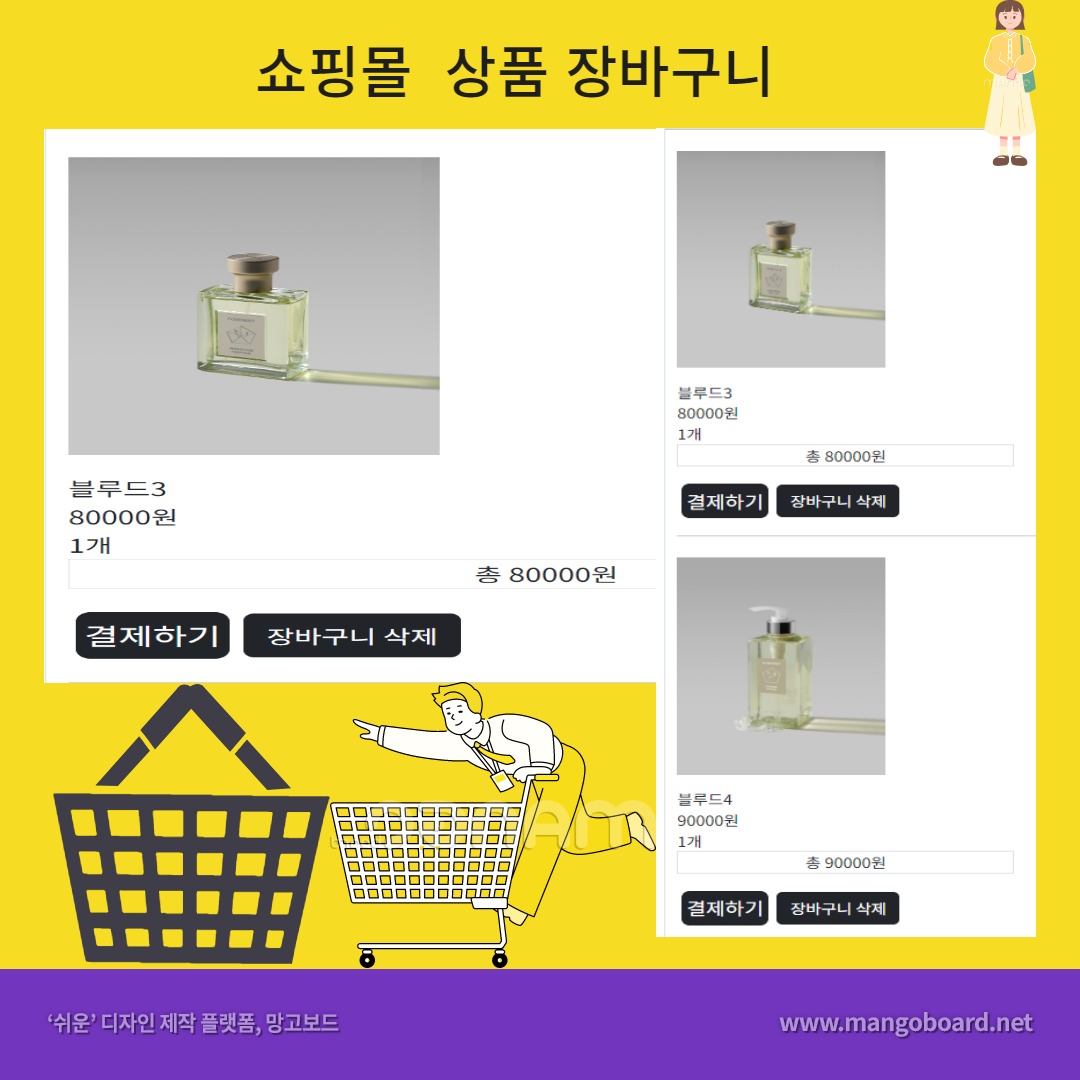 쇼핑몰 상품 장바구니
블루드3
80000원
1개
총 80000원
결제하기 장바구니 삭제
블루드3
80000원
1개
총 80000원
결제하기 장바구니 삭제
블루드4
90000원
1개
총 90000원
결제하기 장바구니 삭제
‘쉬운’ 디자인 제작 플랫폼, 망고보드
www.mangoboard.net